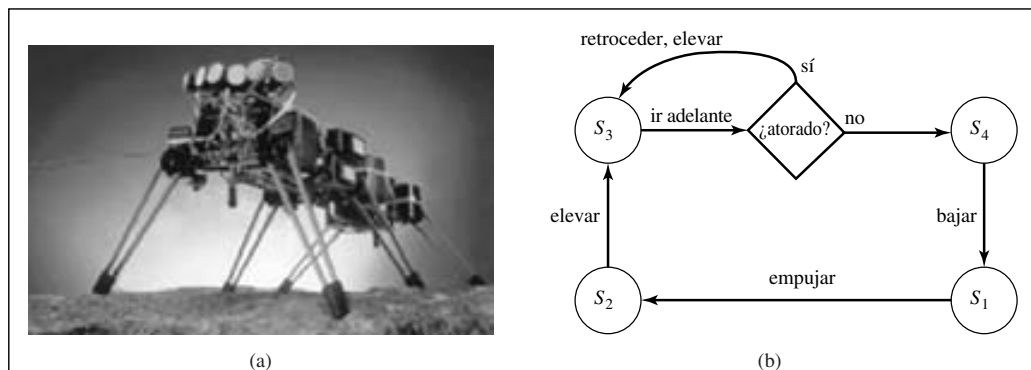 retroceder, elevar
sí
S3
ir adelante
¿atorado?
no
S4
elevar
bajar
S2
empujar
S1
(a)
(b)